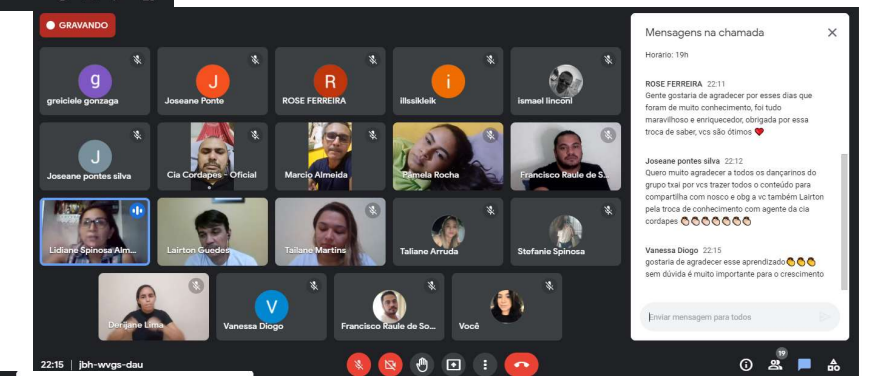 GRAVANDO
g
greiciele gonzaga
J
Joseane Ponte
R
ROSE FERREIRA
i
illssikleik
ismael linconl
J
Joseane pontes silva
Cia Cordapes - Oficial
Marcio Almeida
Pâmela Rocha
Francisco Raule de S...
Lidiane Spinosa Alm...
Lairton Guedes
Tailane Martins
Taliane Arruda
Stefanie Spinosa
Derijane Lima
V
Vanessa Diogo
Francisco Raule de So...
Você
22:15 | jbh-wvgs-dau
Mensagens na chamada
Horário: 19h
ROSE FERREIRA 22:11
Gente gostaria de agradecer por esses dias que
foram de muito conhecimento, foi tudo
maravilhoso e enriquecedor, obrigada por essa
troca de saber, vcs são ótimos ❤️
Joseane pontes silva 22:12
Quero muito agradecer a todos os dançarinos do
grupo txai por vcs trazer todos o conteúdo para
compartilha com nosco e obg a vc também Lairton
pela troca de conhecimento com agente da cia
cordapes 👏🏻👏🏻👏🏻👏🏻👏🏻👏🏻👏🏻
Vanessa Diogo 22:15
gostaria de agradecer esse aprendizado👏👏👏
sem dúvida é muito importante para o crescimento
Enviar mensagem para todos
19